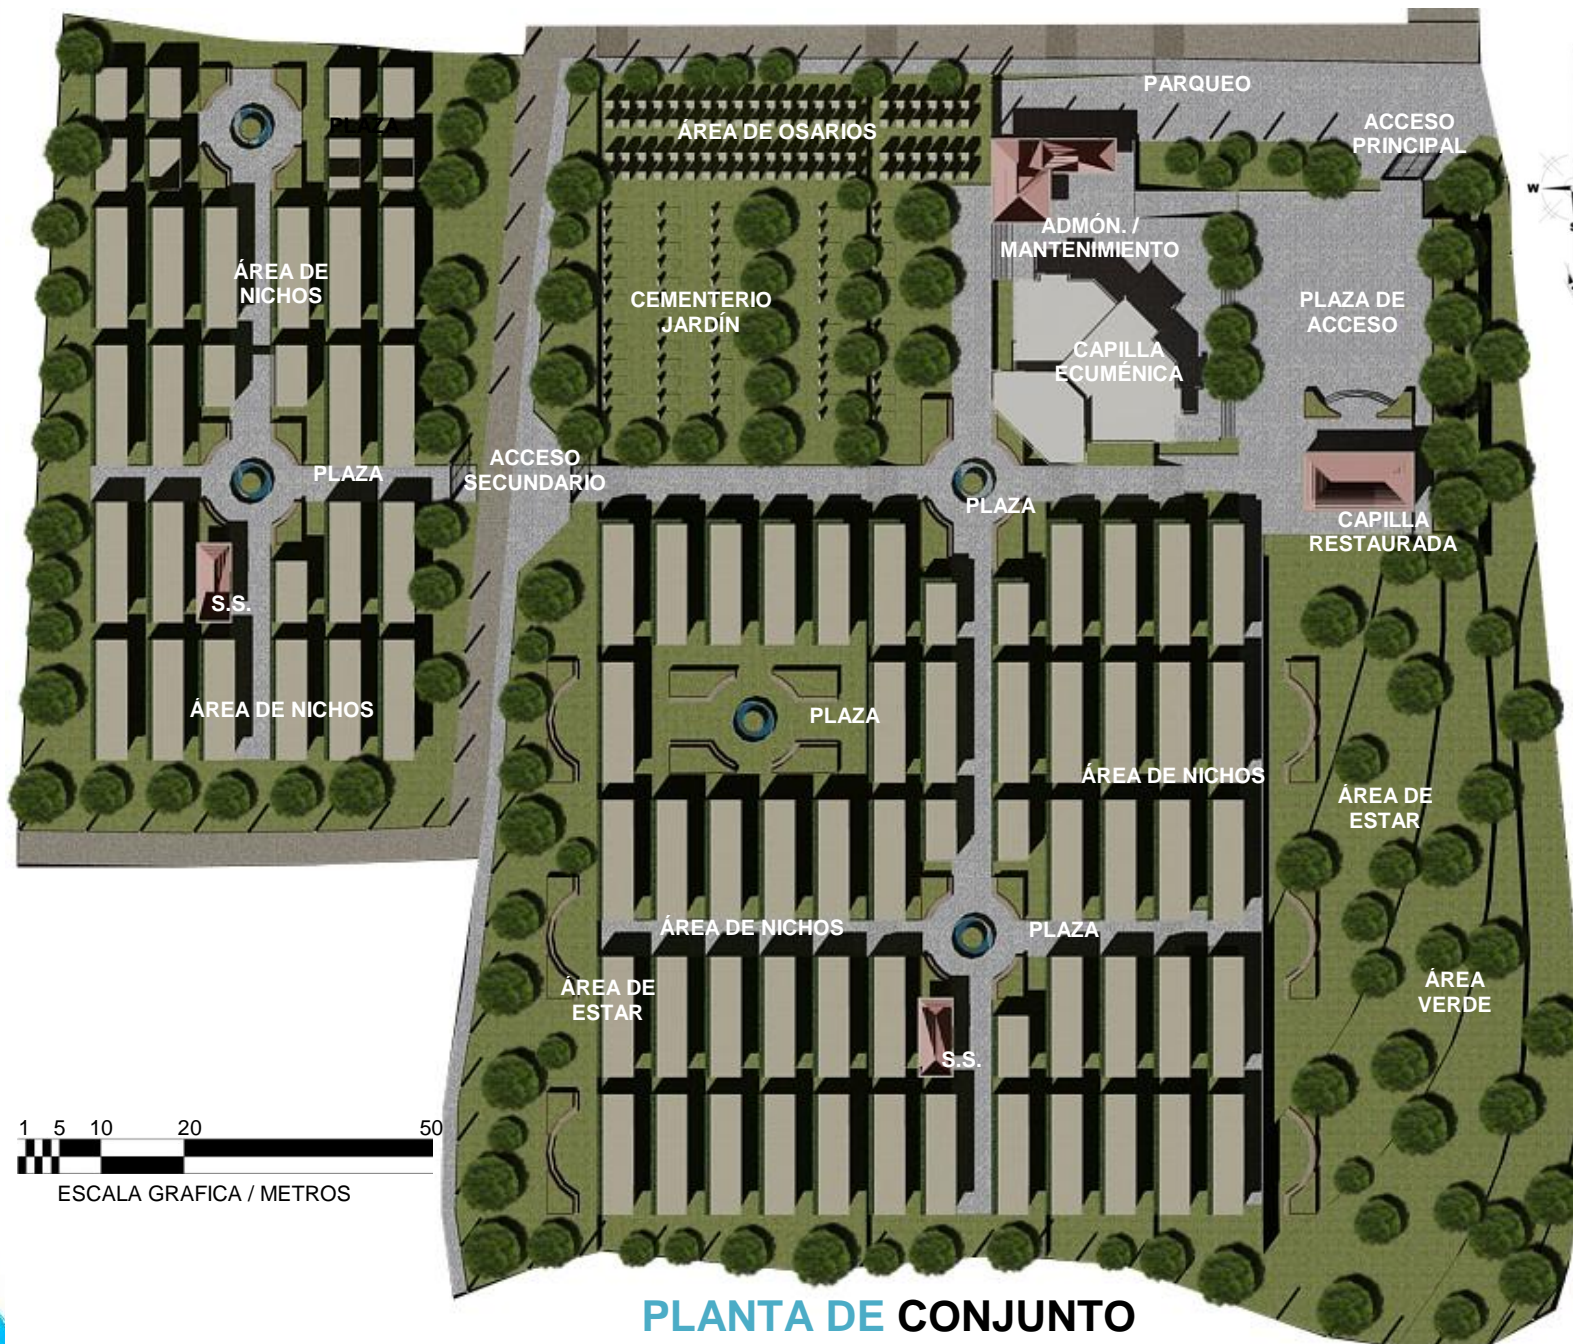 PARQUEO
PLAZA
ÁREA DE OSARIOS
ACCESO
PRINCIPAL
W
S
ADMÓN. /
MANTENIMIENTO
ÁREA DE
NICHOS
CEMENTERIO
JARDÍN
PLAZA DE
ACCESO
CAPILLA
ECUMÉNICA
PLAZA
ACCESO
SECUNDARIO
PLAZA
CAPILLA
RESTAURADA
S.S.
ÁREA DE NICHOS
PLAZA
ÁREA DE NICHOS
ÁREA DE
ESTAR
ÁREA DE NICHOS
PLAZA
ÁREA DE
ESTAR
ÁREA
VERDE
S.S.
1 5 10 20 50
ESCALA GRAFICA / METROS
PLANTA DE CONJUNTO